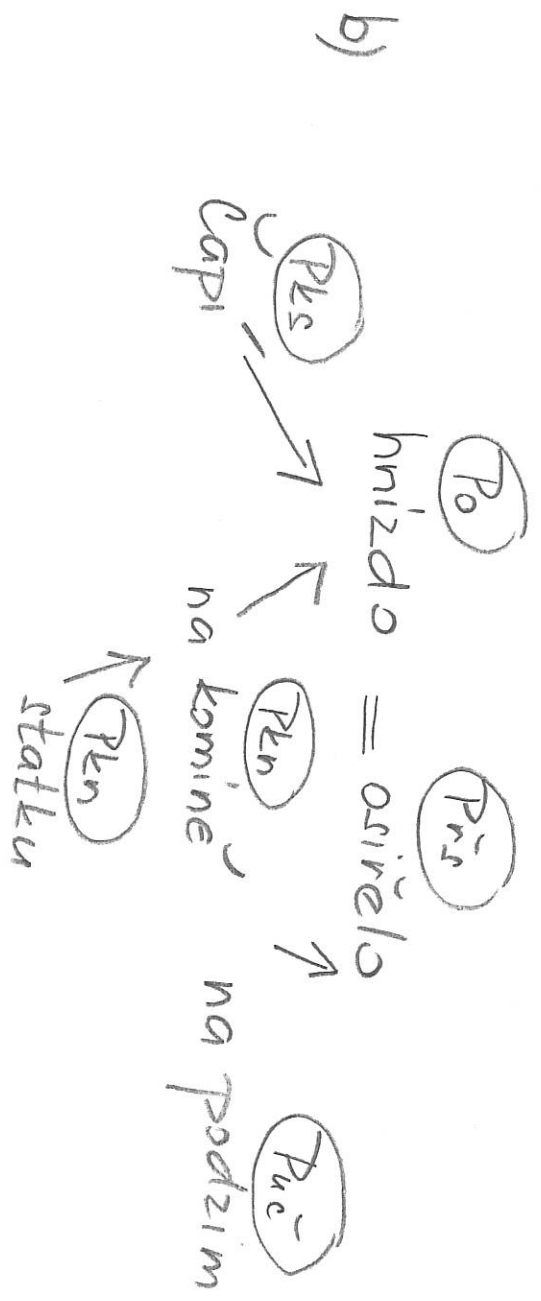 b)
Po Přs
hnízdo = osiřelo
Pks Pkn Puč
čapí na komíně na podzim
Pkn
statku